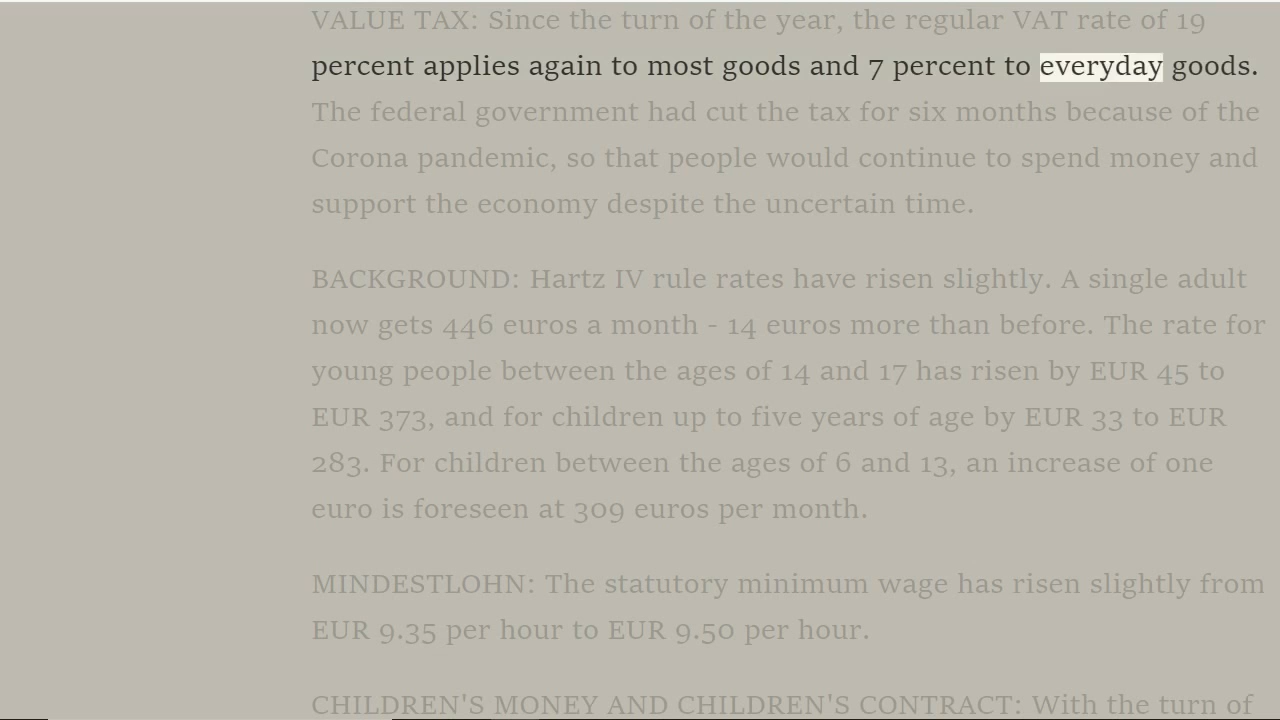 VALUE TAX: Since the turn of the year, the regular VAT rate of 19
percent applies again to most goods and 7 percent to everyday goods.
The federal government had cut the tax for six months because of the
Corona pandemic, so that people would continue to spend money and
support the economy despite the uncertain time.
BACKGROUND: Hartz IV rule rates have risen slightly. A single adult
now gets 446 euros a month - 14 euros more than before. The rate for
young people between the ages of 14 and 17 has risen by EUR 45 to
EUR 373, and for children up to five years of age by EUR 33 to EUR
283. For children between the ages of 6 and 13, an increase of one
euro is foreseen at 309 euros per month.
MINDESTLOHN: The statutory minimum wage has risen slightly from
EUR 9.35 per hour to EUR 9.50 per hour.
CHILDREN'S MONEY AND CHILDREN'S CONTRACT: With the turn of